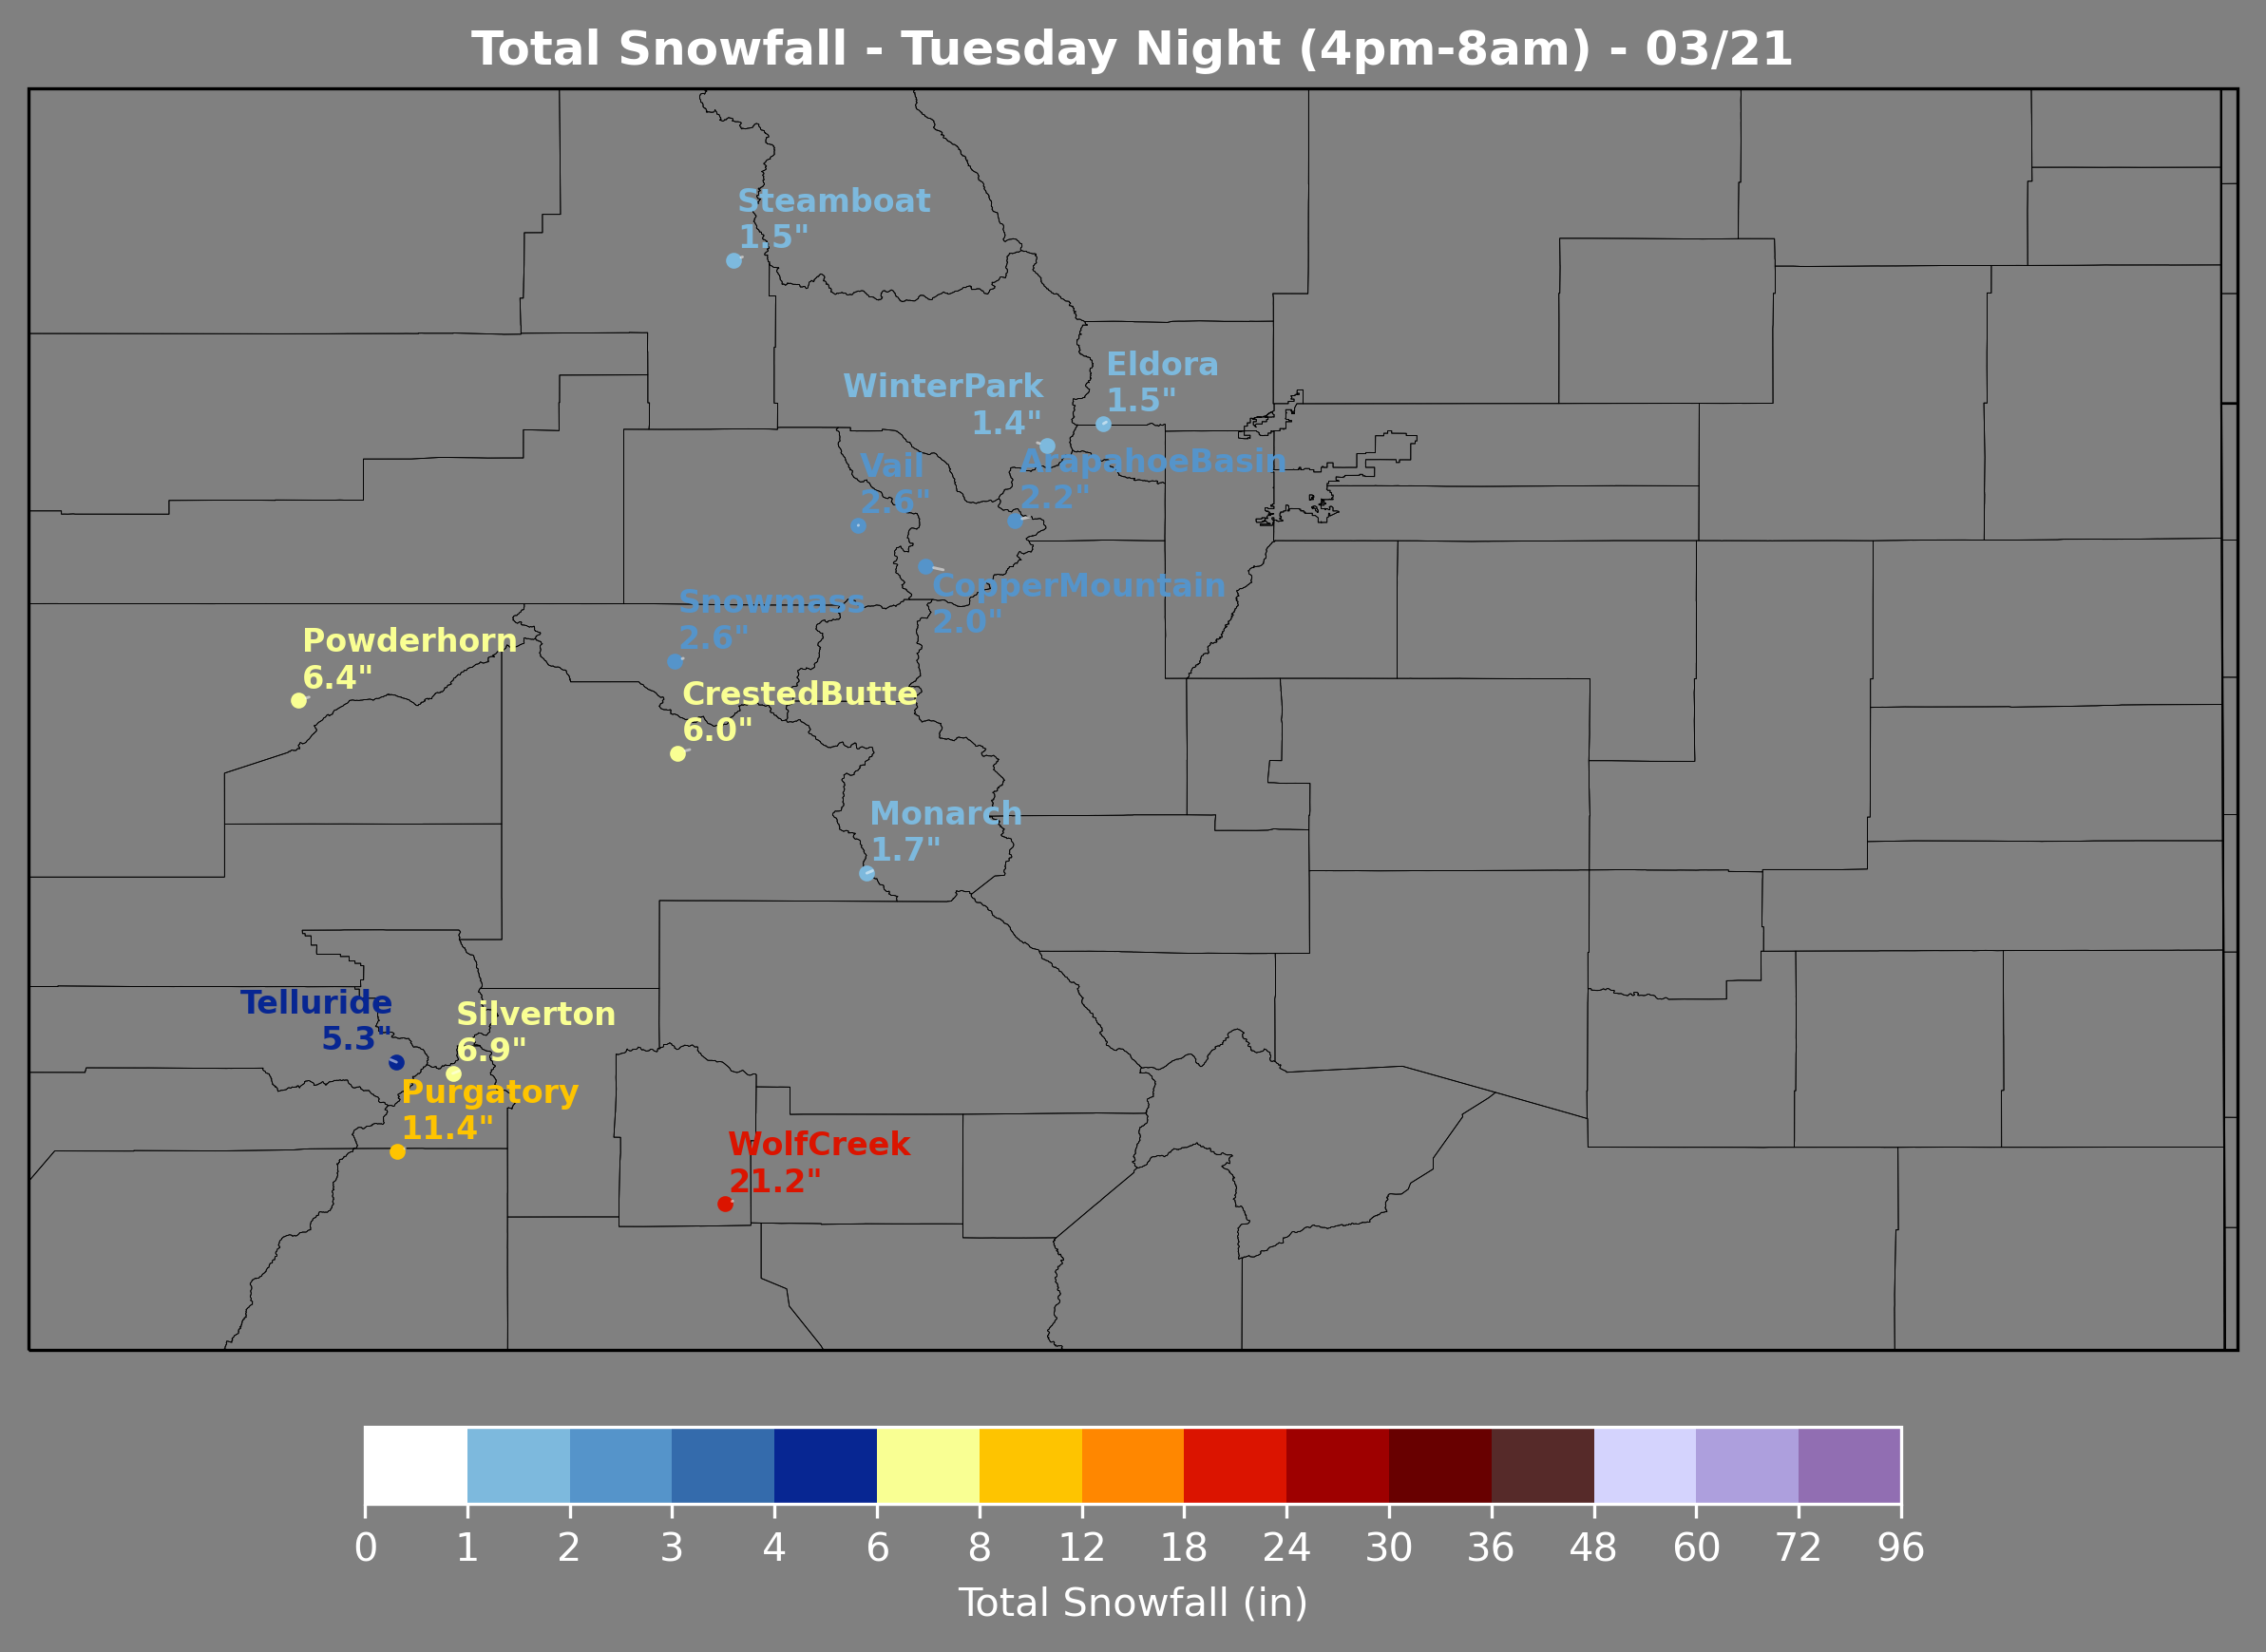 Total Snowfall - Tuesday Night (4pm-8am) - 03/21
Steamboat
1.5"
Eldora
1.5"
WinterPark
1.4"
ArapahoeBasin
2.2"
Vail
2.6"
CopperMountain
2.0"
Snowmass
2.6"
Powderhorn
6.4"
CrestedButte
6.0"
Monarch
1.7"
Telluride
5.3"
Silverton
6.9"
Purgatory
11.4"
WolfCreek
21.2"
0 1 2 3 4 6 8 12 18 24 30 36 48 60 72 96
Total Snowfall (in)